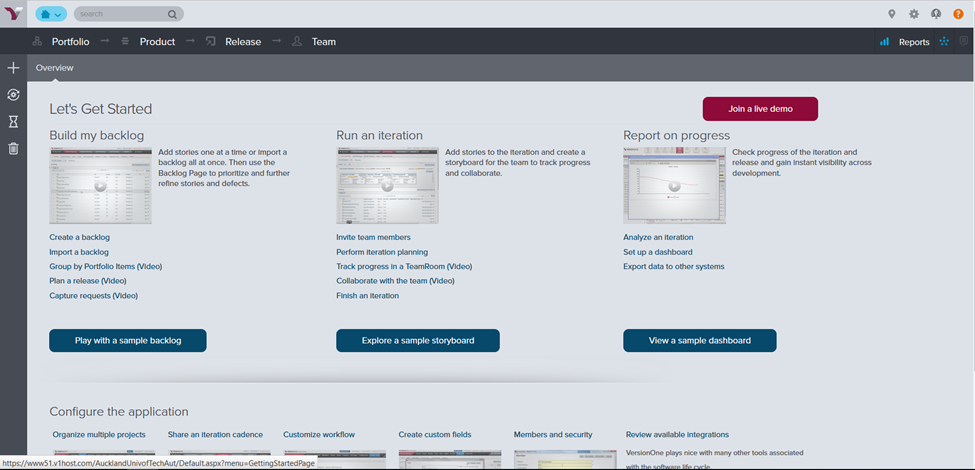 search
?
Portfolio
Product
Release
Team
Reports
Overview
Let's Get Started
Join a live demo
Build my backlog
Add stories one at a time or import a
backlog all at once. Then use the
Backlog Page to prioritize and further
refine stories and defects.
Create a backlog
Import a backlog
Group by Portfolio Items (Video)
Plan a release (Video)
Capture requests (Video)
Play with a sample backlog
Run an iteration
Add stories to the iteration and create a
storyboard for the team to track progress
and collaborate.
Invite team members
Perform iteration planning
Track progress in a TeamRoom (Video)
Collaborate with the team (Video)
Finish an iteration
Explore a sample storyboard
Report on progress
Check progress of the iteration and
release and gain instant visibility across
development.
Analyze an iteration
Set up a dashboard
Export data to other systems
View a sample dashboard
Configure the application
Organize multiple projects
Share an iteration cadence
Customize workflow
Create custom fields
Members and security
Review available integrations
VersionOne plays nice with many other tools associated
with the software life cycle.
https://www51.v1host.com/AucklandUnivofTechAut/Default.aspx?menu=GettingStartedPage